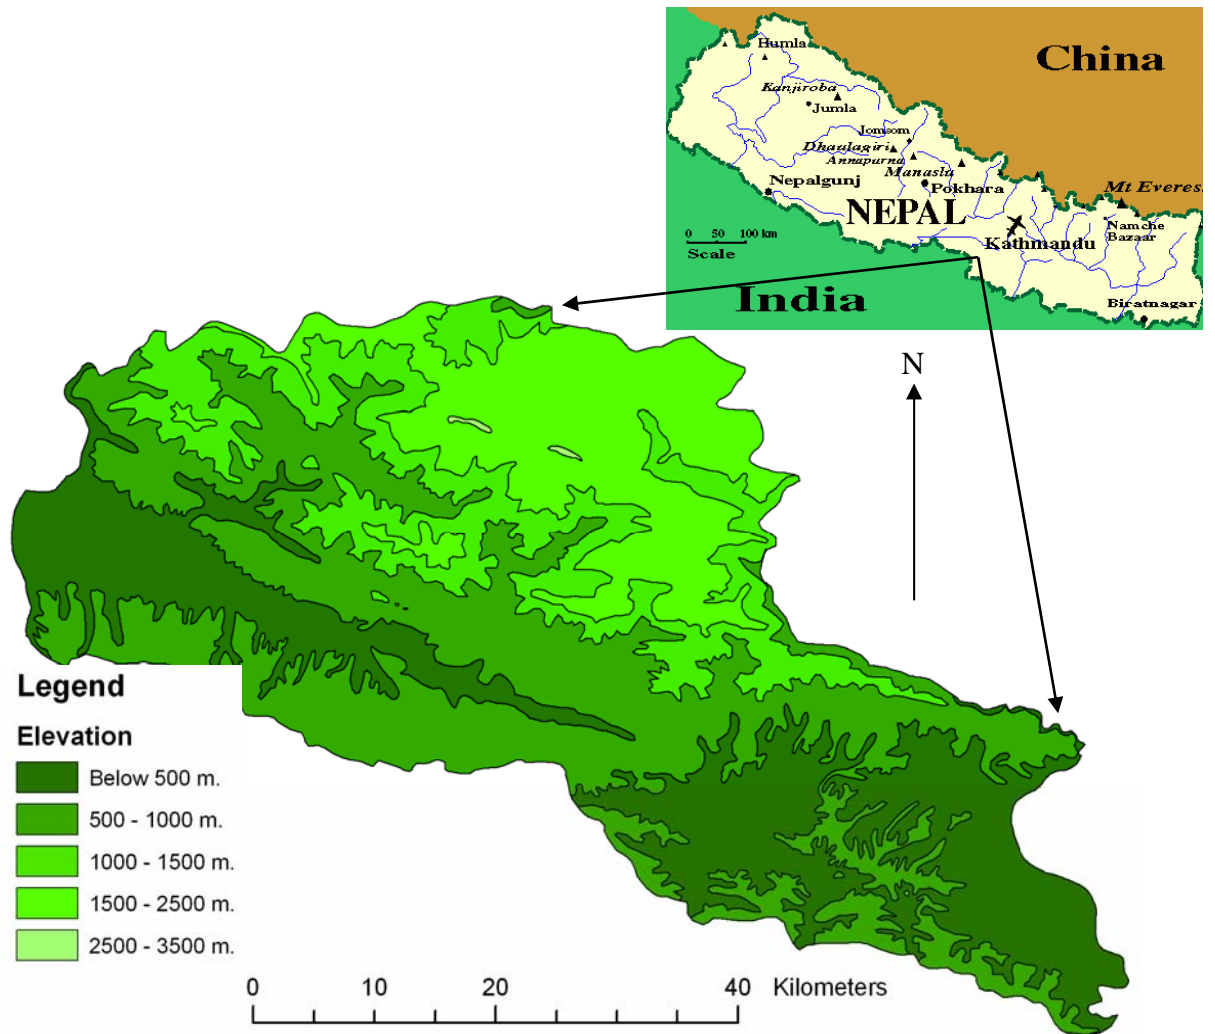 Humla
China
Kanjiroba
Jumla
Jomsom
Dhaulagiri
Annapurna
Manaslu
Mt Everes
Nepalgunj
Pokhara
NEPAL
Namche
Bazaar
Kathmandu
0 50 100 km
Scale
India
Biratnagar
N
Legend
Elevation
Below 500 m.
500 - 1000 m.
1000 - 1500 m.
1500 - 2500 m.
2500 - 3500 m.
0 10 20 40 Kilometers